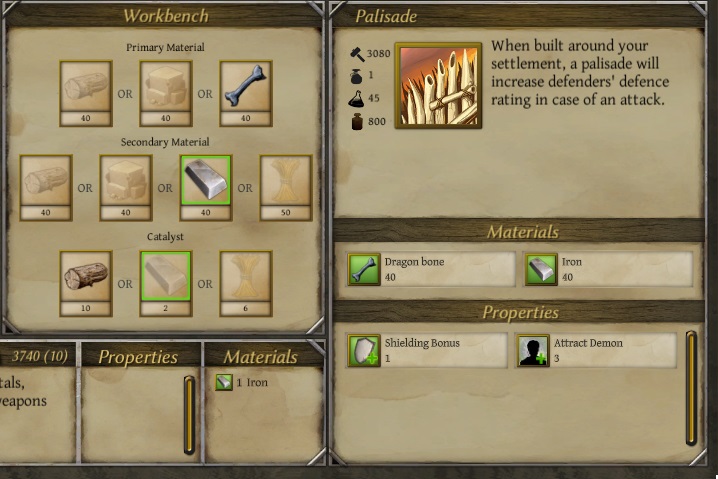 Workbench
Primary Material
OR OR
40 40 40
Secondary Material
OR OR OR
40 40 40 50
Catalyst
OR OR
10 2 6
3740 (10)
tals,
eapons
Properties
Materials
1 Iron
Palisade
3080
1
45
800
When built around your
settlement, a palisade will
increase defenders' defence
rating in case of an attack.
Materials
Dragon bone
40
Iron
40
Properties
Shielding Bonus
1
Attract Demon
3